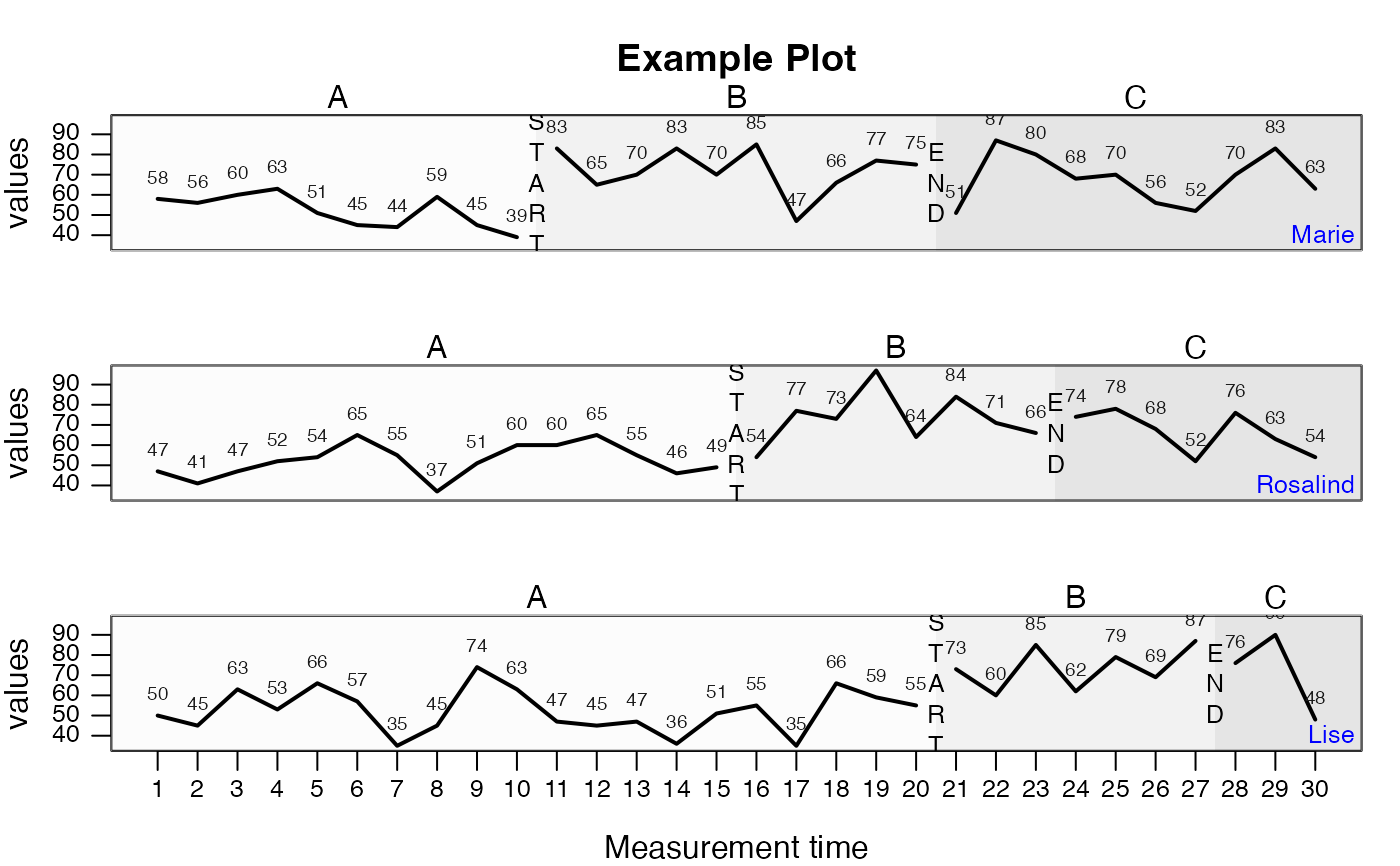 Example Plot
A B C
values
90
80
70
60
50
40
58 56 60 63 51 45 44 59 45 39 83 65 70 83 70 85 47 66 77 75 51 87 80 68 70 56 52 70 83 63
START
END
Marie
A B C
values
90
80
70
60
50
40
47 41 47 52 54 65 55 37 51 60 60 65 55 46 49 54 77 73 64 84 71 66 74 78 68 52 76 63 54
START
END
Rosalind
A B C
values
90
80
70
60
50
40
50 45 63 53 66 57 35 45 74 63 47 45 47 36 51 55 35 66 59 55 73 60 85 62 79 69 87 76 48
START
END
Lise
1 2 3 4 5 6 7 8 9 10 11 12 13 14 15 16 17 18 19 20 21 22 23 24 25 26 27 28 29 30
Measurement time